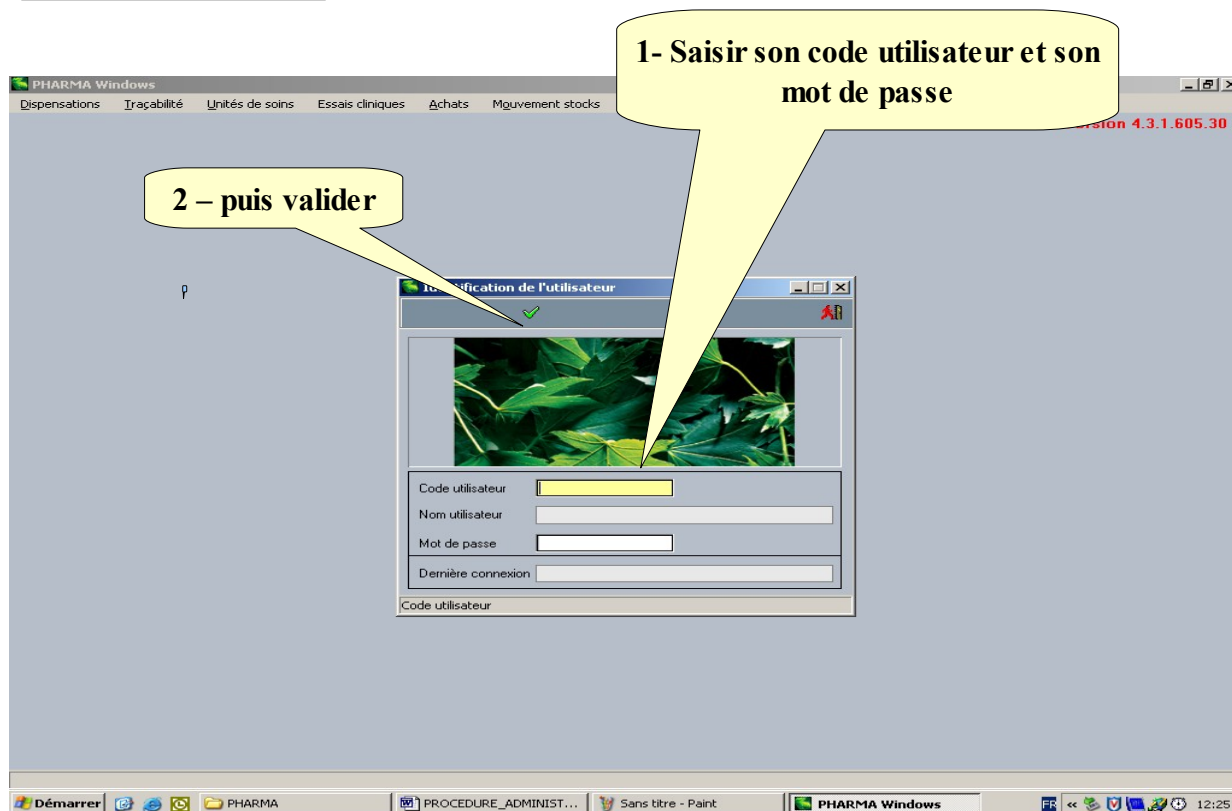 1- Saisir son code utilisateur et son
mot de passe
PHARMA Windows
Dispensations Traçabilité Unités de soins Essais cliniques Achats Mouvement stocks
4.3.1.605.30
2 – puis valider
de l'utilisateur
Code utilisateur
Nom utilisateur
Mot de passe
Dernière connexion
Code utilisateur
Démarrer PHARMA PROCEDURE_ADMINIST... Sans titre - Paint PHARMA Windows FR « 12:25